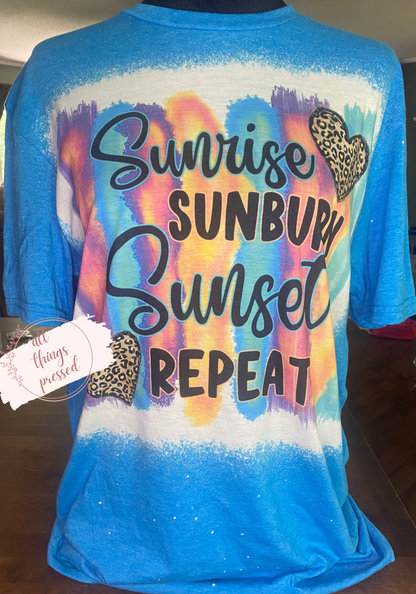 Sunrise
SUNBURN
Sunset
REPEAT
all
things
pressed